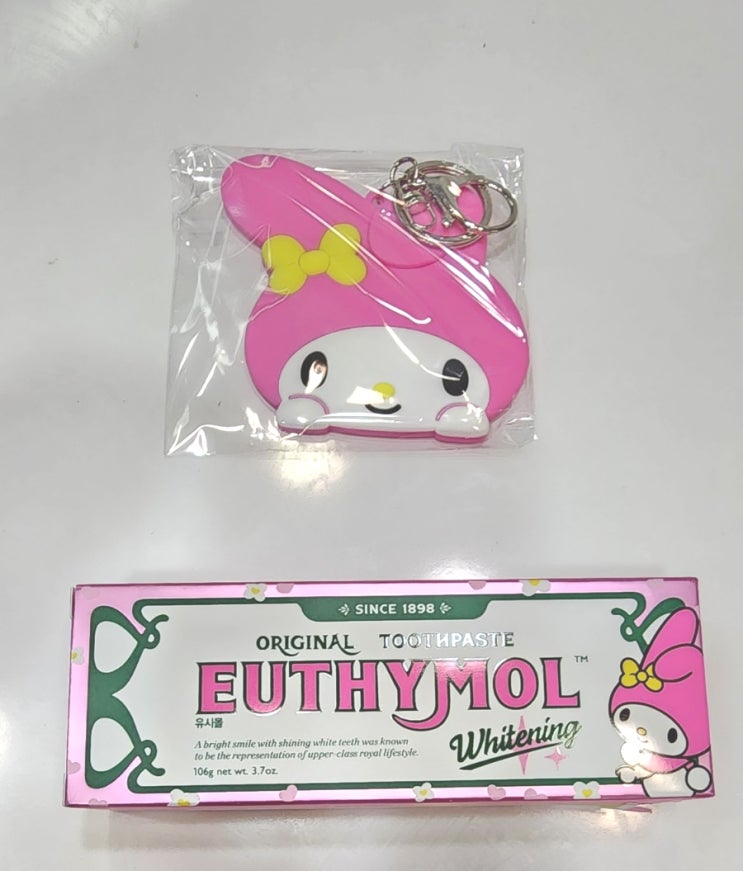 SINCE 1898
ORIGINAL TOOTHPASTE
EUTHYMOL™
유시몰
Whitening
A bright smile with shining white teeth was known
to be the representation of upper-class royal lifestyle.
106g net wt. 3.7oz.